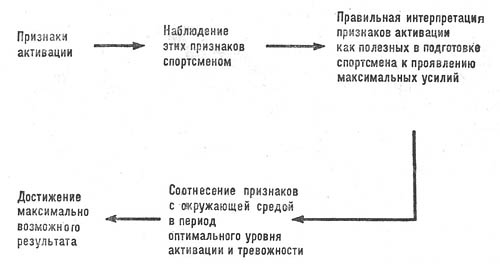 Признаки
активации
Наблюдение
этих признаков
спортсменом
Правильная интерпретация
признаков активации
как полезных в подготовке
спортсмена к проявлению
максимальных усилий
Соотнесение признаков
с окружающей средой
в период
оптимального уровня
активации и тревожности
Достижение
максимально
возможного
результата